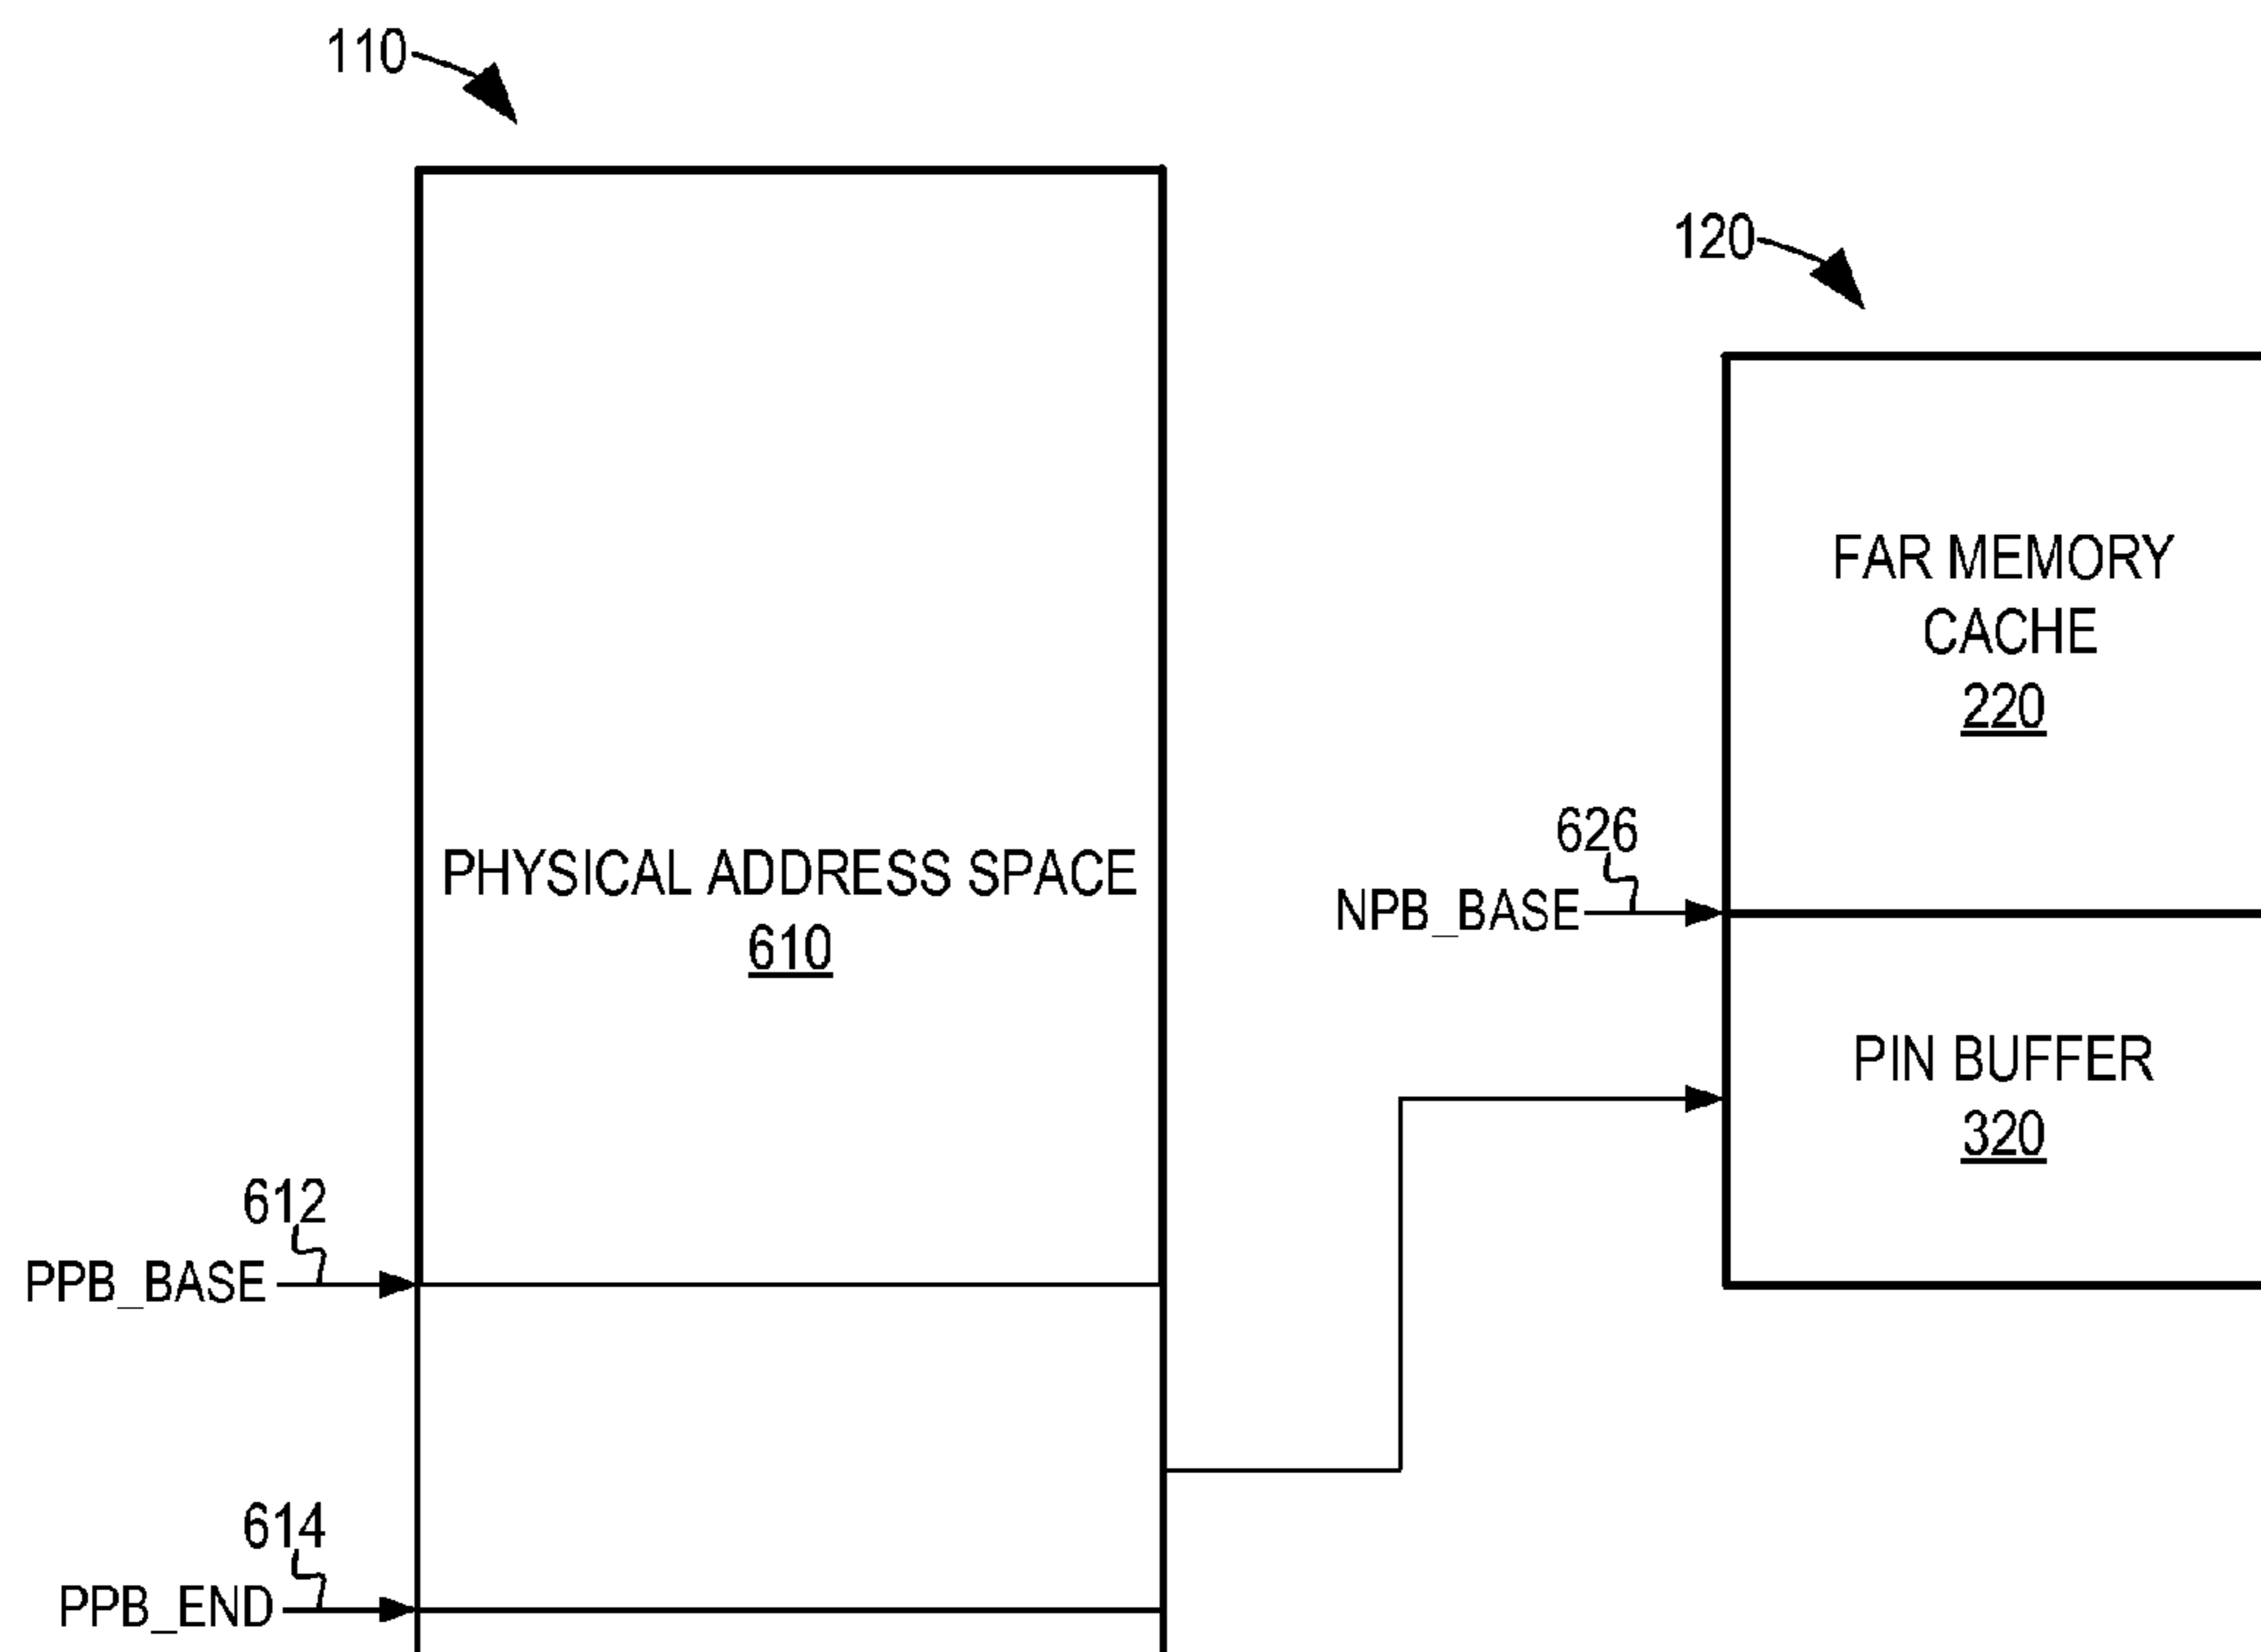 110
120
FAR MEMORY
CACHE
220
626
NPB_BASE
PHYSICAL ADDRESS SPACE
610
PIN BUFFER
320
612
PPB_BASE
614
PPB_END